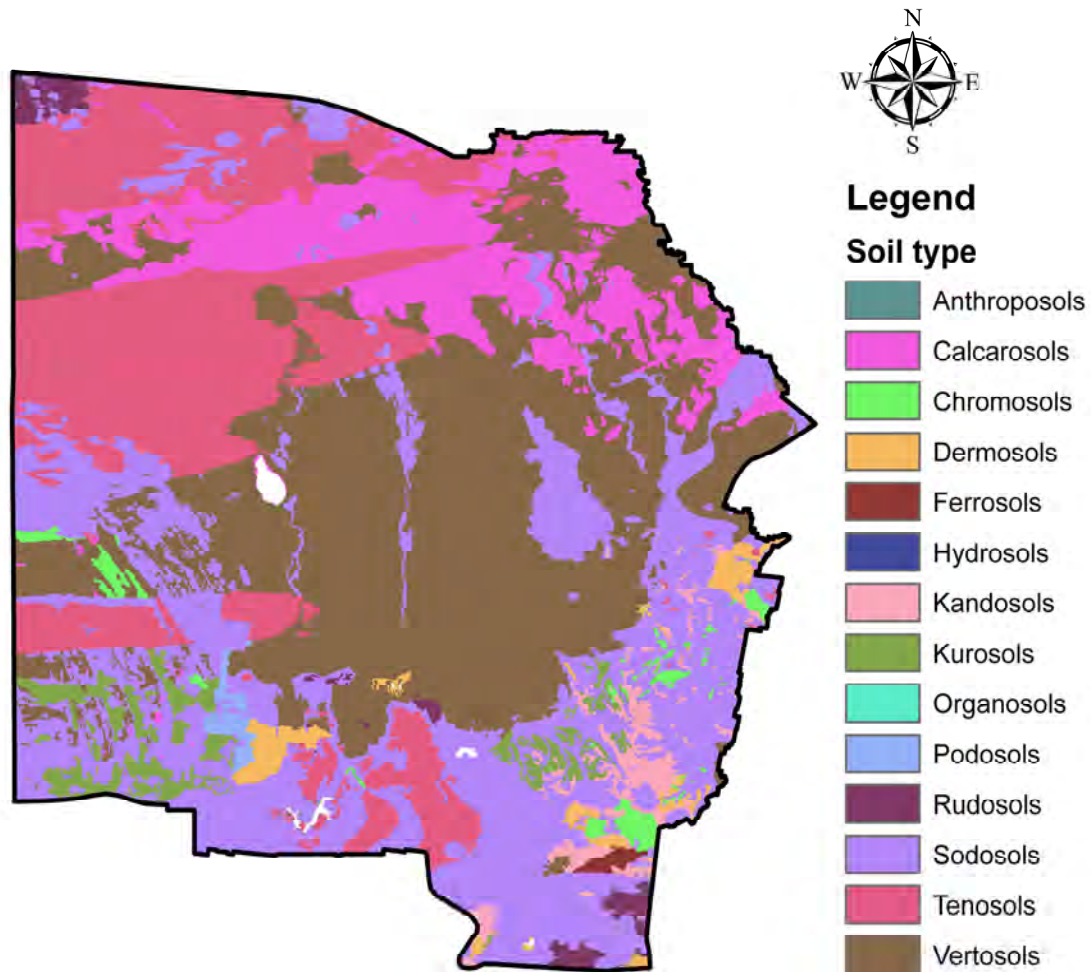 N
W E
S
Legend
Soil type
Anthroposols
Calcarosols
Chromosols
Dermosols
Ferrosols
Hydrosols
Kandosols
Kurosols
Organosols
Podosols
Rudosols
Sodosols
Tenosols
Vertosols